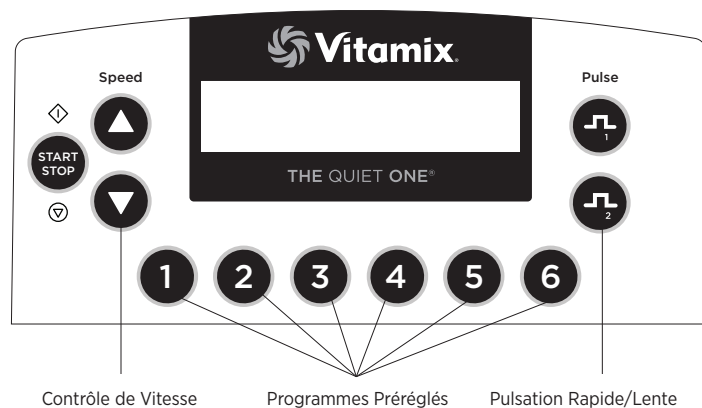 Vitamix.
Speed
Pulse
START
STOP
1
THE QUIET ONE®
2
1 2 3 4 5 6
Contrôle de Vitesse Programmes Préréglés Pulsation Rapide/Lente